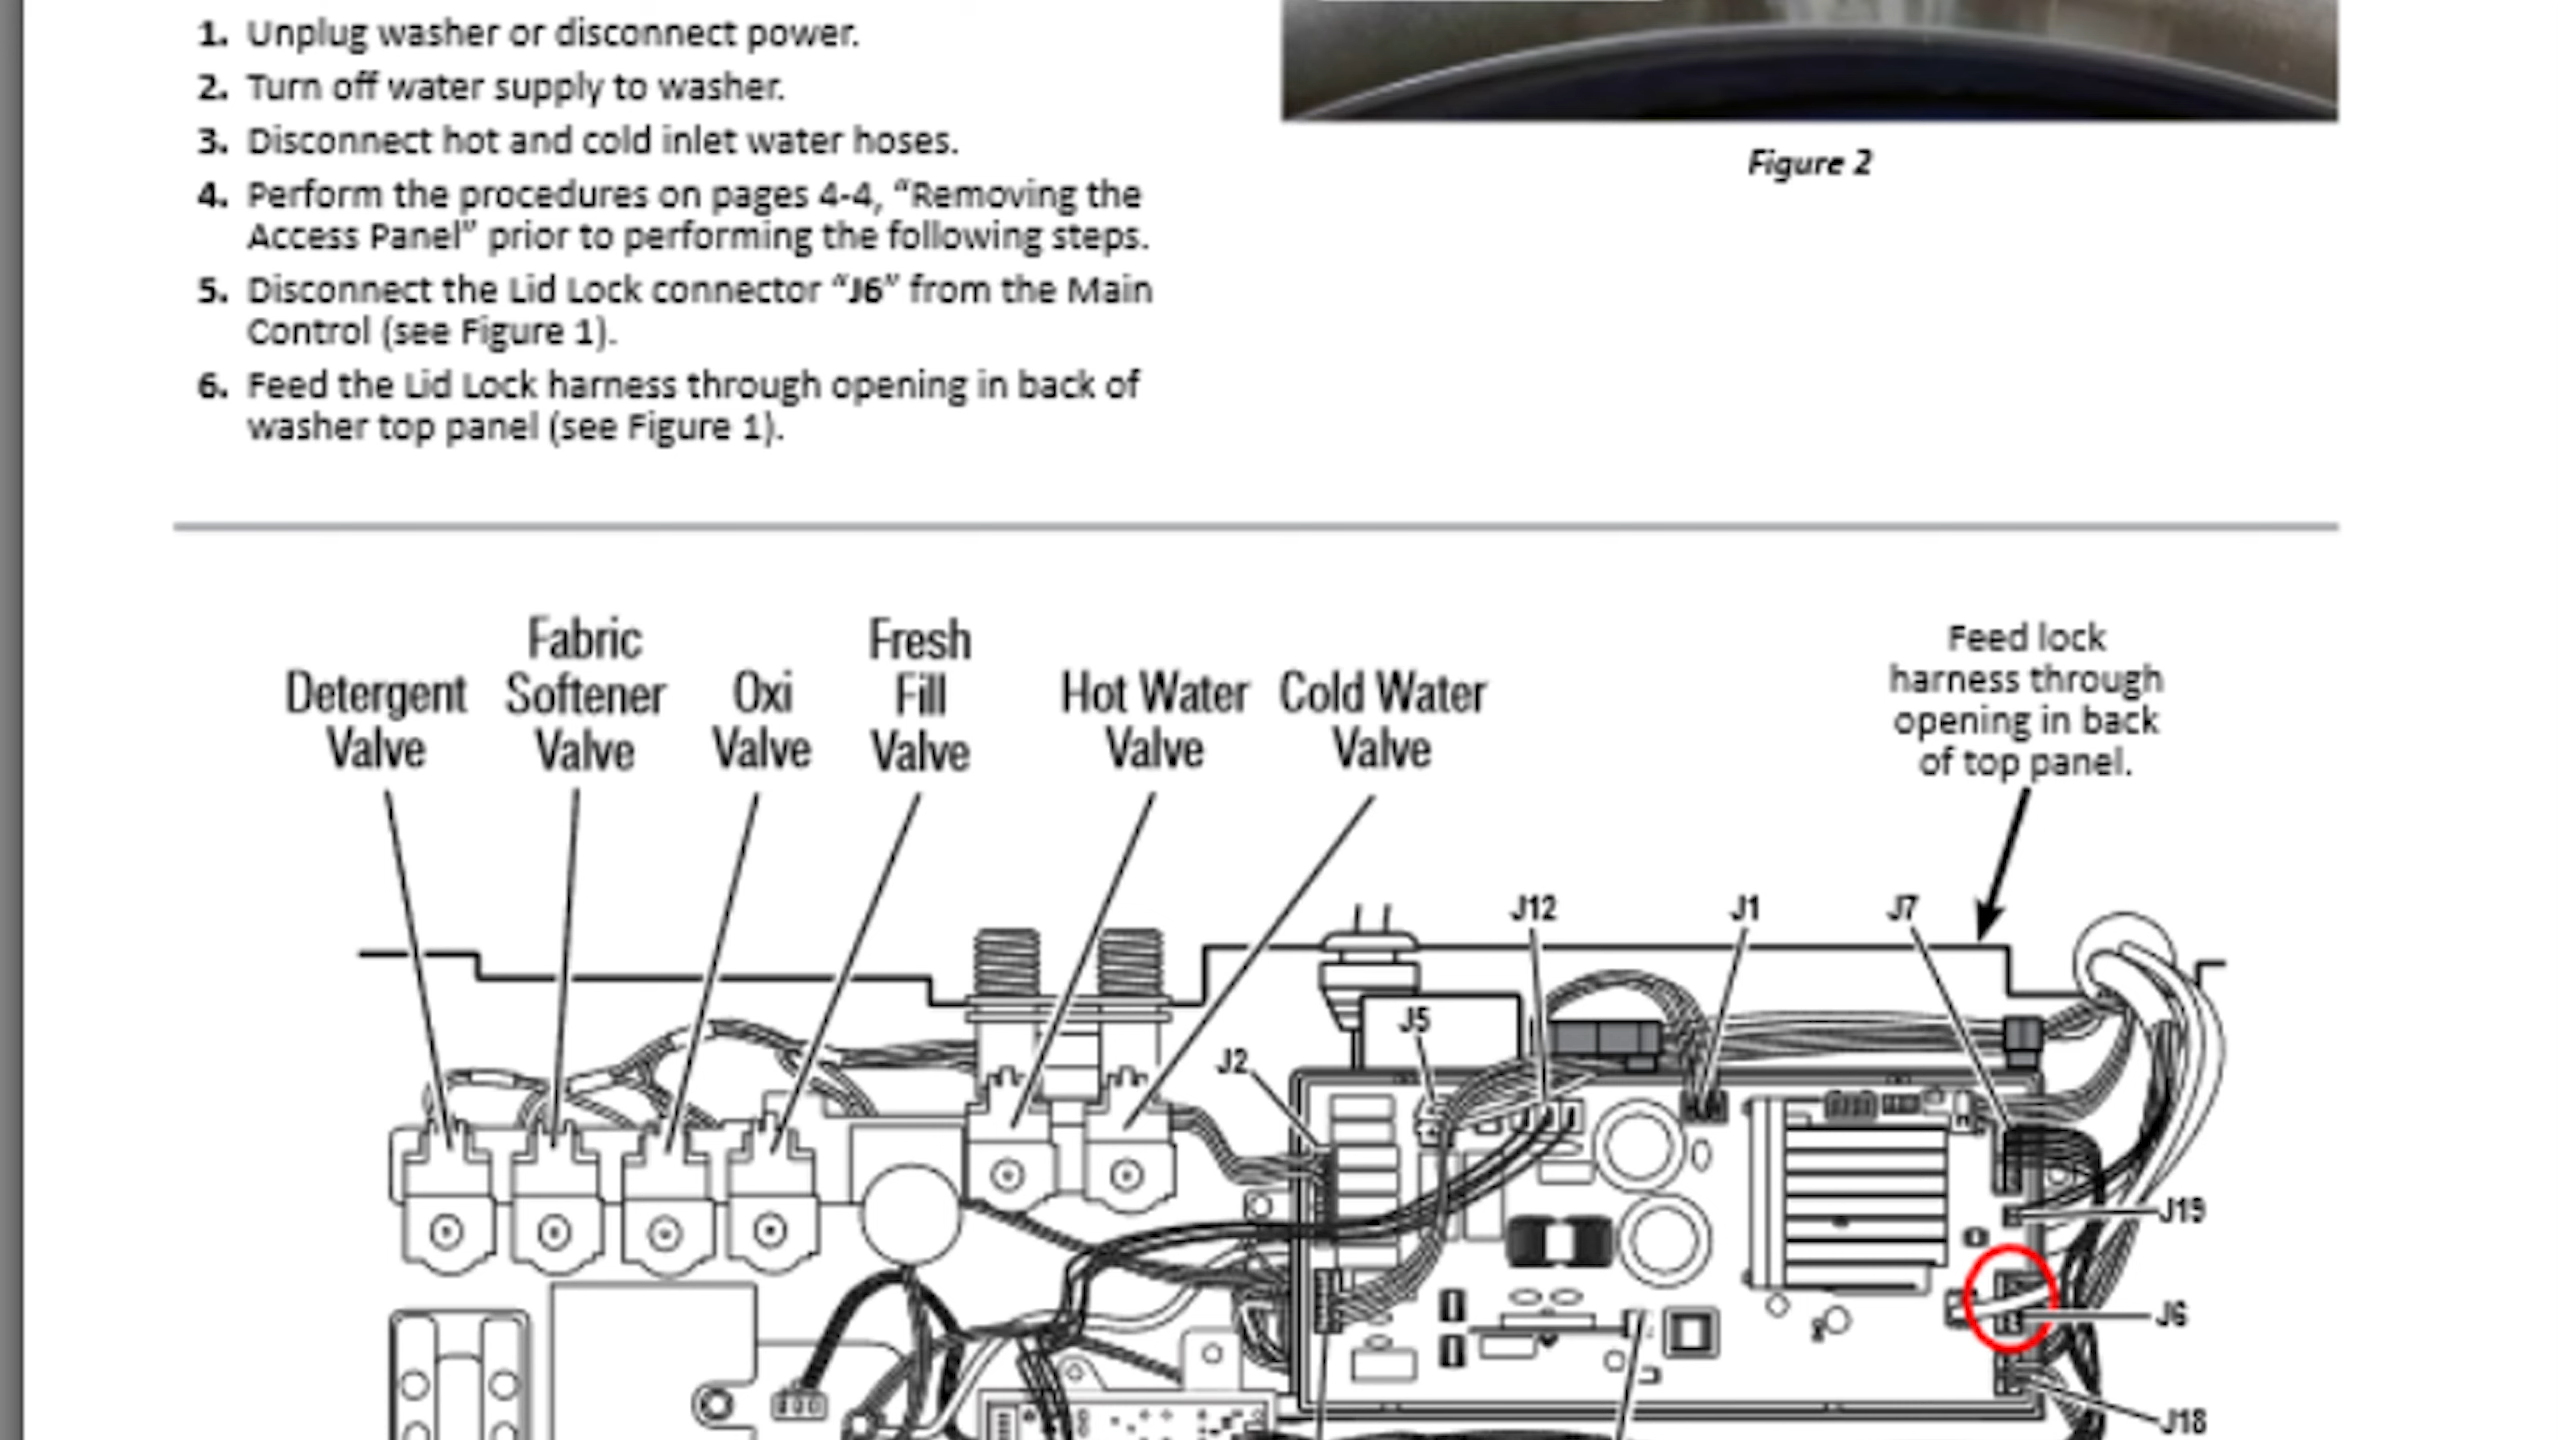 1. Unplug washer or disconnect power.
2. Turn off water supply to washer.
3. Disconnect hot and cold inlet water hoses.
4. Perform the procedures on pages 4-4, “Removing the
Access Panel” prior to performing the following steps.
5. Disconnect the Lid Lock connector “J6” from the Main
Control (see Figure 1).
6. Feed the Lid Lock harness through opening in back of
washer top panel (see Figure 1).
Figure 2
Detergent
Valve
Fabric
Softener
Valve
Oxi
Valve
Fresh
Fill
Valve
Hot Water
Valve
Cold Water
Valve
Feed lock
harness through
opening in back
of top panel.
J12
J1
J7
J5
J2
J19
J6
J18